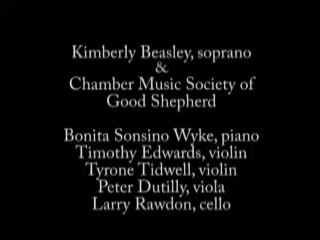 Kimberly Beasley, soprano
&
Chamber Music Society of
Good Shepherd
Bonita Sonsino Wyke, piano
Timothy Edwards, violin
Tyrone Tidwell, violin
Peter Dutilly, viola
Larry Rawdon, cello